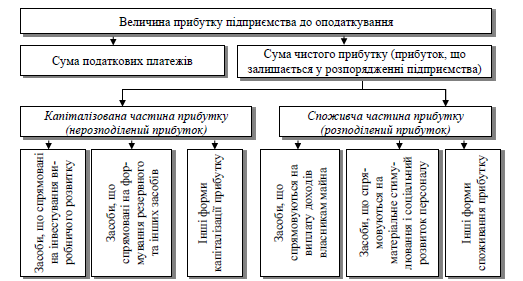 Величина прибутку підприємства до оподаткування
Сума податкових платежів
Сума чистого прибутку (прибуток, що
залишається у розпорядженні підприємства)
Капіталізована частина прибутку
(нерозподілений прибуток)
Споживча частина прибутку
(розподілений прибуток)
Засоби, що спрямовані
на інвестування ви-
робничого розвитку
Засоби, що
спрямовані на фор-
мування резервного
та інших засобів
Інші форми
капіталізації прибутку
Засоби, що
спрямовуються на
виплату доходів
власникам майна
Засоби, що спря-
мовуються на
матеріальне стиму-
лювання і соціальний
розвиток персоналу
Інші форми
споживання прибутку